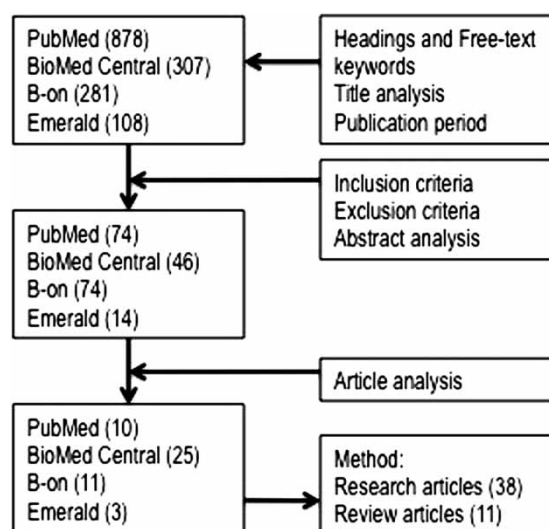 PubMed (878)
BioMed Central (307)
B-on (281)
Emerald (108)
Headings and Free-text
keywords
Title analysis
Publication period
Inclusion criteria
Exclusion criteria
Abstract analysis
PubMed (74)
BioMed Central (46)
B-on (74)
Emerald (14)
Article analysis
PubMed (10)
BioMed Central (25)
B-on (11)
Emerald (3)
Method:
Research articles (38)
Review articles (11)